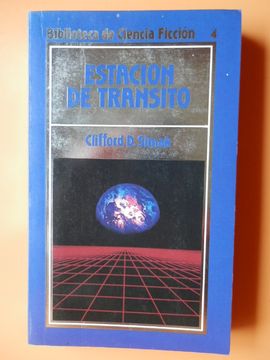 Biblioteca de Ciencia Ficción 4
ESTACION
DE TRANSITO
Clifford D. Simak